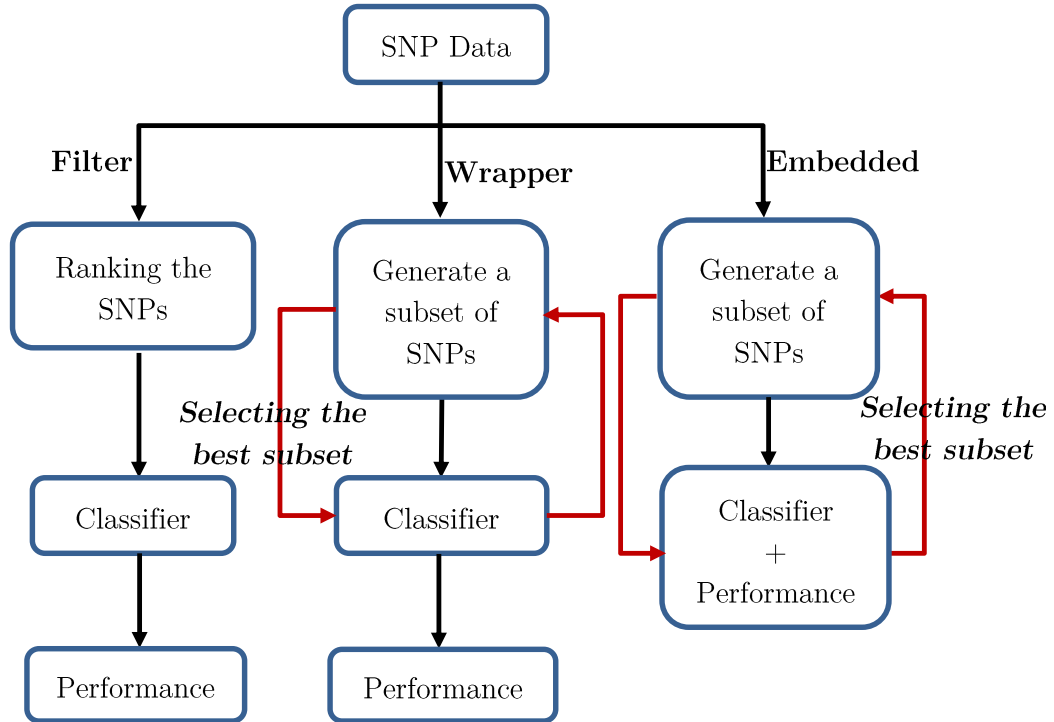 SNP Data
Filter
Wrapper
Embedded
Ranking the
SNPs
Generate a
subset of
SNPs
Generate a
subset of
SNPs
Selecting the
best subset
Selecting the
best subset
Classifier
Classifier
Classifier
+
Performance
Performance
Performance